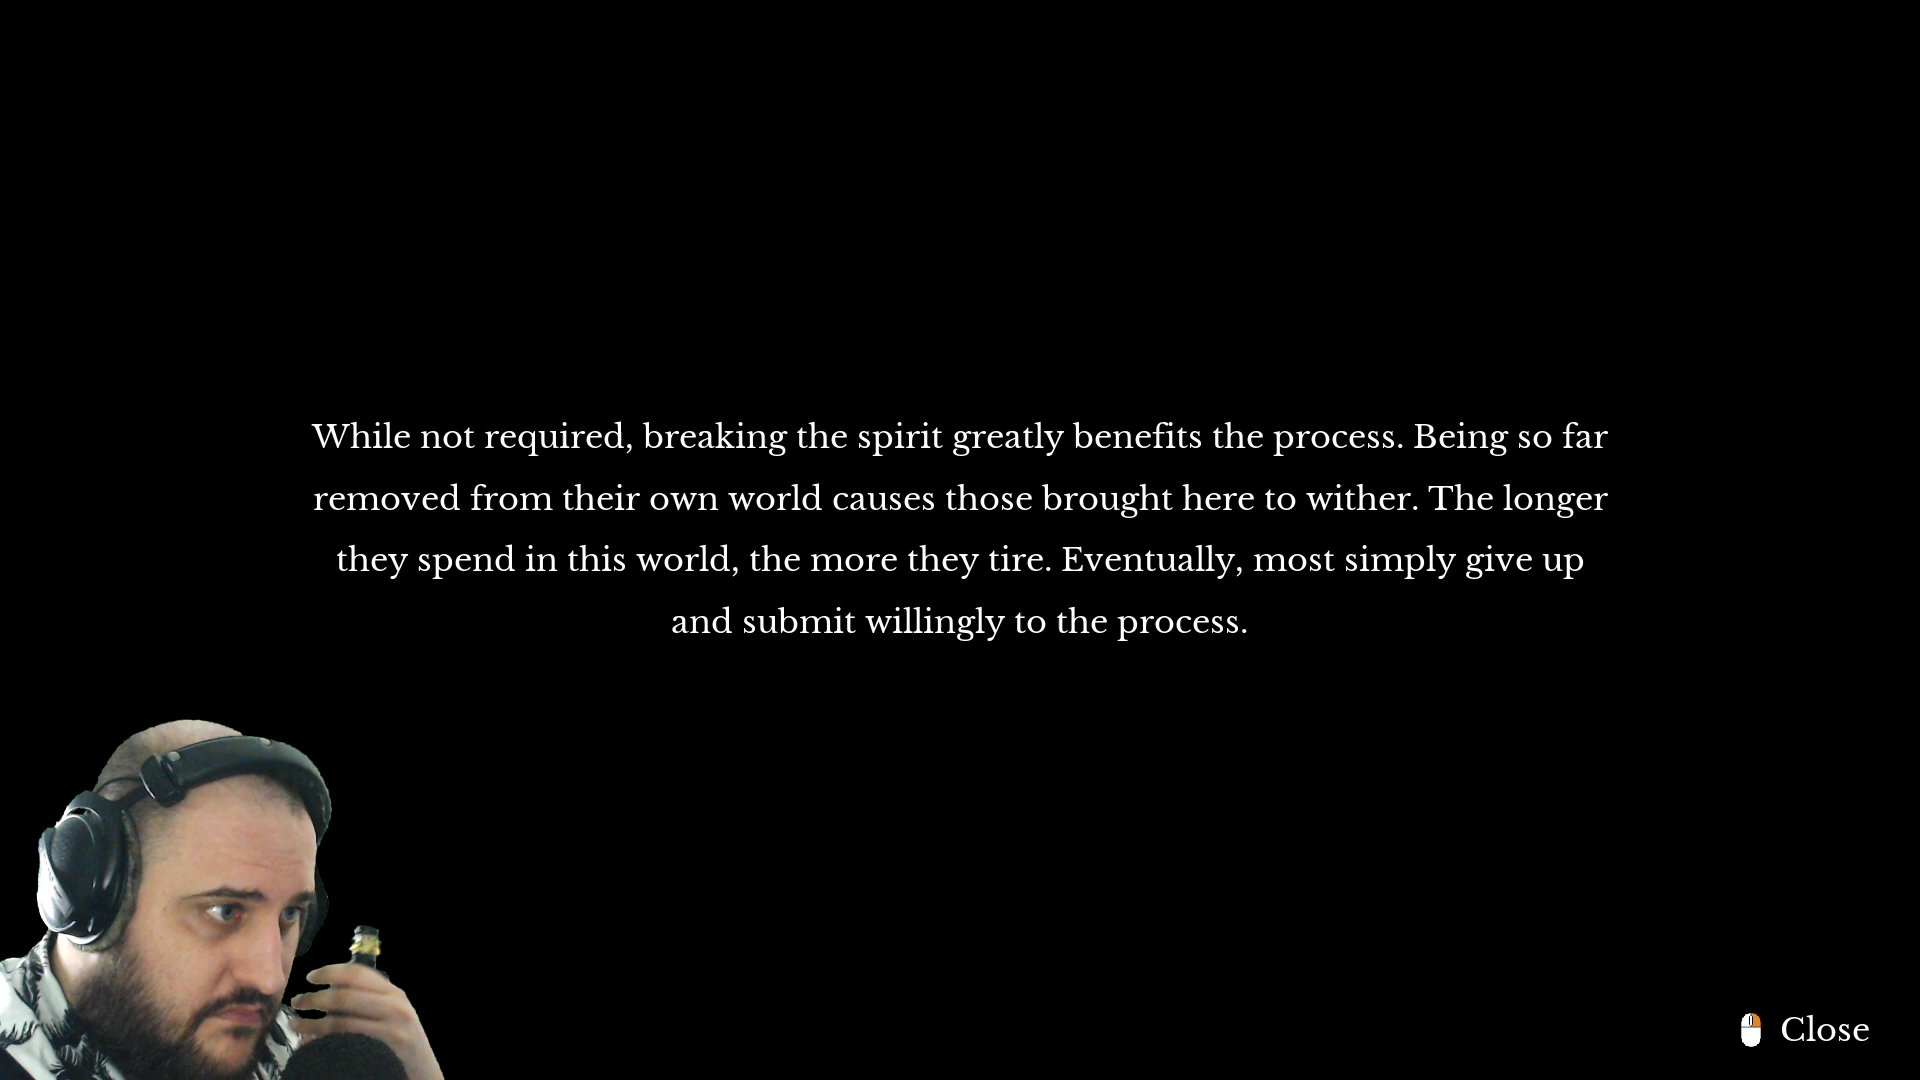 While not required, breaking the spirit greatly benefits the process. Being so far
removed from their own world causes those brought here to wither. The longer
they spend in this world, the more they tire. Eventually, most simply give up
and submit willingly to the process.
Close